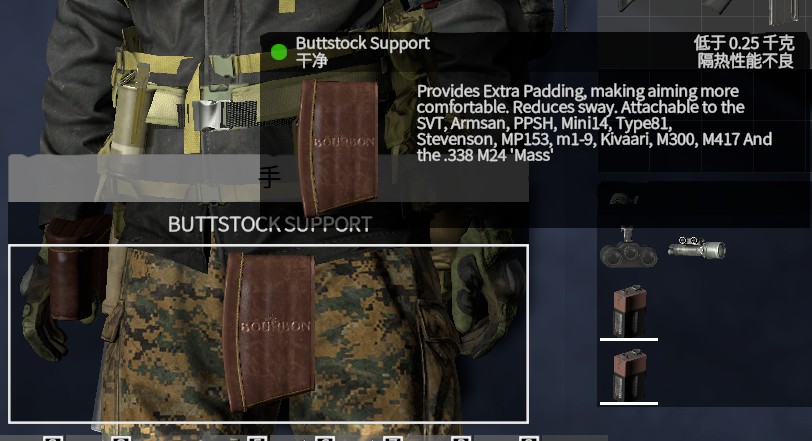 Buttstock Support
低于 0.25 千克
干净
隔热性能不良
Provides Extra Padding, making aiming more
comfortable. Reduces sway. Attachable to the
SVT, Armsan, PPSH, Mini14, Type81,
Stevenson, MP153, m1-9, Kivaari, M300, M417 And
the .338 M24 'Mass'
BOURBON
手
BUTTSTOCK SUPPORT
BOURBON